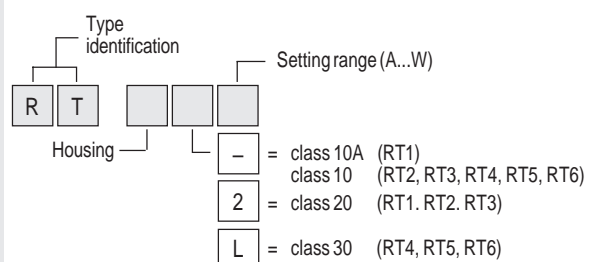 Type
identification
Setting range (A...W)
R T
Housing
– = class 10A (RT1)
class 10 (RT2, RT3, RT4, RT5, RT6)
2 = class 20 (RT1. RT2. RT3)
L = class 30 (RT4, RT5, RT6)